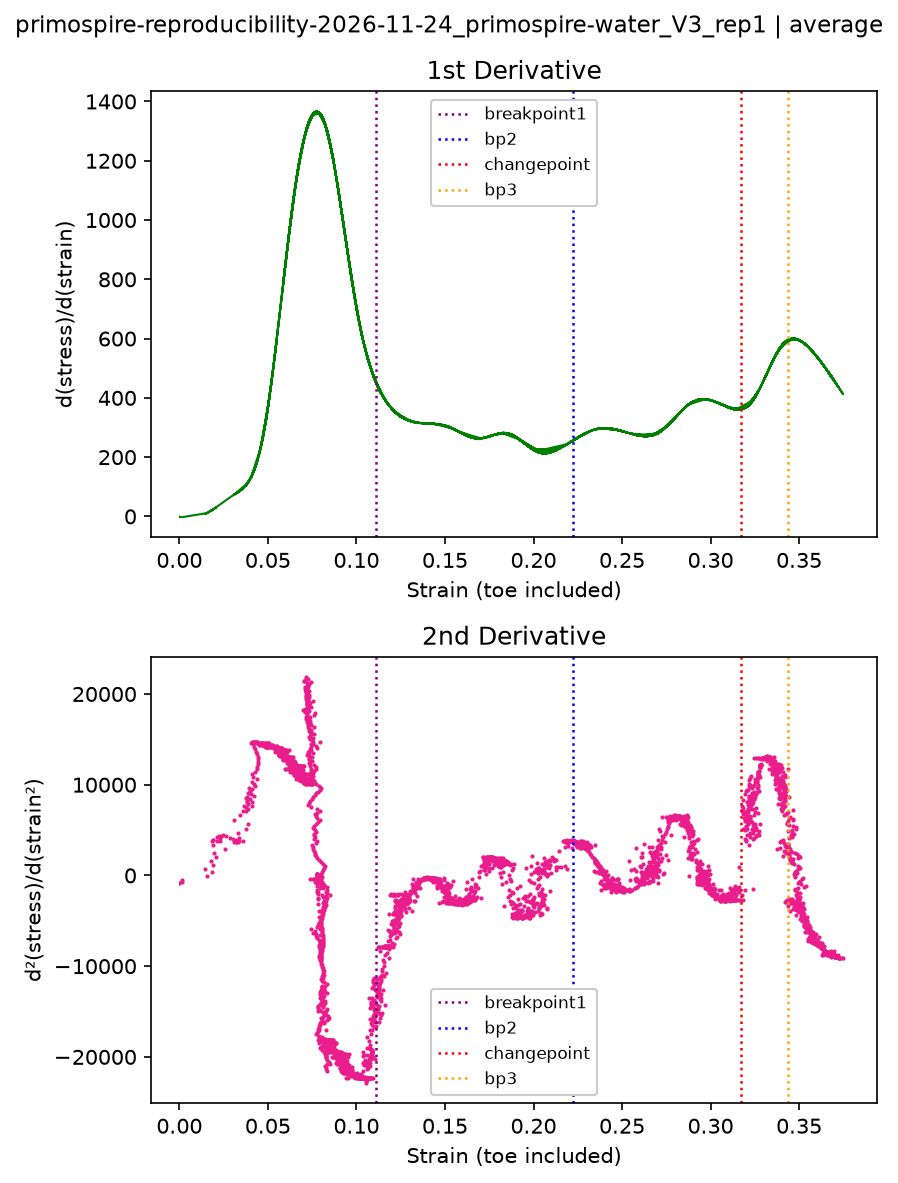 primospire-reproducibility-2026-11-24_primospire-water_V3_rep1 | average
1st Derivative
1400
1200
1000
800
600
400
200
0
d(stress)/d(strain)
breakpoint1
bp2
changepoint
bp3
0.00 0.05 0.10 0.15 0.20 0.25 0.30 0.35
Strain (toe included)
2nd Derivative
20000
10000
0
−10000
−20000
d²(stress)/d(strain²)
breakpoint1
bp2
changepoint
bp3
0.00 0.05 0.10 0.15 0.20 0.25 0.30 0.35
Strain (toe included)